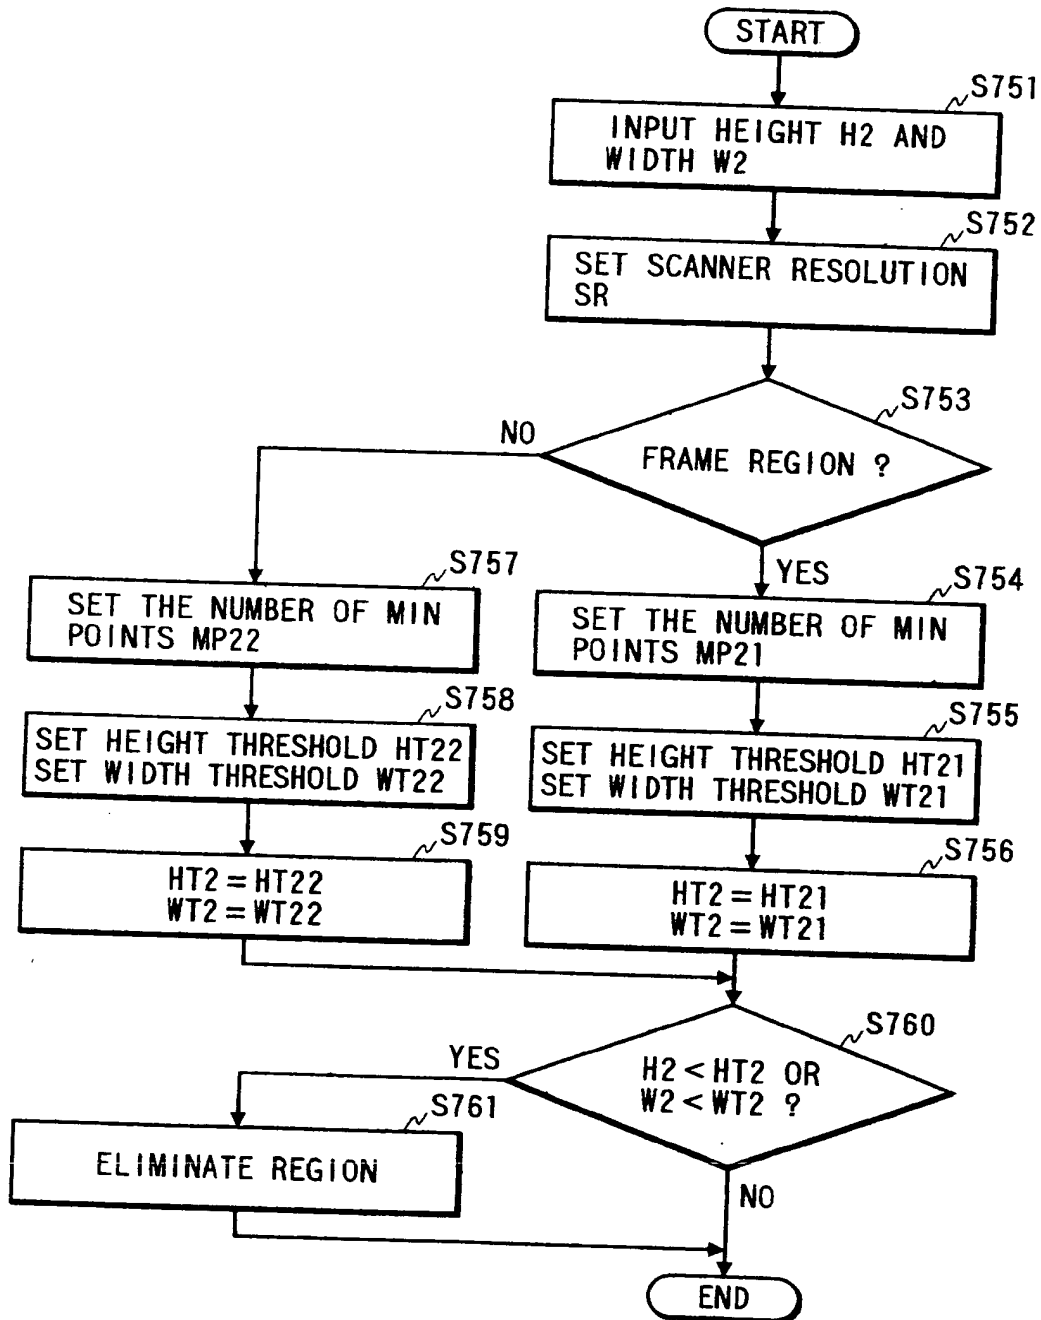 START
S751
INPUT HEIGHT H2 AND
WIDTH W2
S752
SET SCANNER RESOLUTION
SR
S753
FRAME REGION ?
NO
YES
S757
SET THE NUMBER OF MIN
POINTS MP22
S754
SET THE NUMBER OF MIN
POINTS MP21
S758
SET HEIGHT THRESHOLD HT22
SET WIDTH THRESHOLD WT22
S755
SET HEIGHT THRESHOLD HT21
SET WIDTH THRESHOLD WT21
S759
HT2=HT22
WT2=WT22
S756
HT2=HT21
WT2=WT21
S760
H2<HT2 OR
W2<WT2 ?
YES
NO
S761
ELIMINATE REGION
END